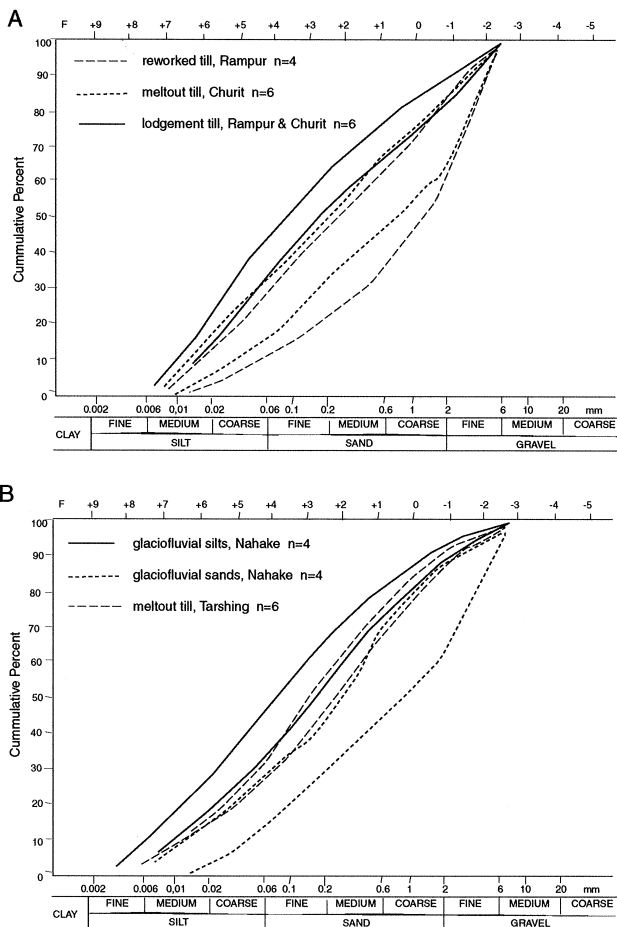 A
F +9 +8 +7 +6 +5 +4 +3 +2 +1 0 -1 -2 -3 -4 -5
100
90
80
70
60
50
40
30
20
10
0
Cummulative Percent
reworked till, Rampur n=4
meltout till, Churit n=6
lodgement till, Rampur & Churit n=6
0.002 0.006 0,01 0.02 0.06 0.1 0.2 0.6 1 2 6 10 20 mm
CLAY FINE MEDIUM COARSE FINE MEDIUM COARSE FINE MEDIUM COARSE
SILT SAND GRAVEL
B
F +9 +8 +7 +6 +5 +4 +3 +2 +1 0 -1 -2 -3 -4 -5
100
90
80
70
60
50
40
30
20
10
0
Cummulative Percent
glaciofluvial silts, Nahake n=4
glaciofluvial sands, Nahake n=4
meltout till, Tarshing n=6
0.002 0.006 0,01 0.02 0.06 0.1 0.2 0.6 1 2 6 10 20 mm
CLAY FINE MEDIUM COARSE FINE MEDIUM COARSE FINE MEDIUM COARSE
SILT SAND GRAVEL